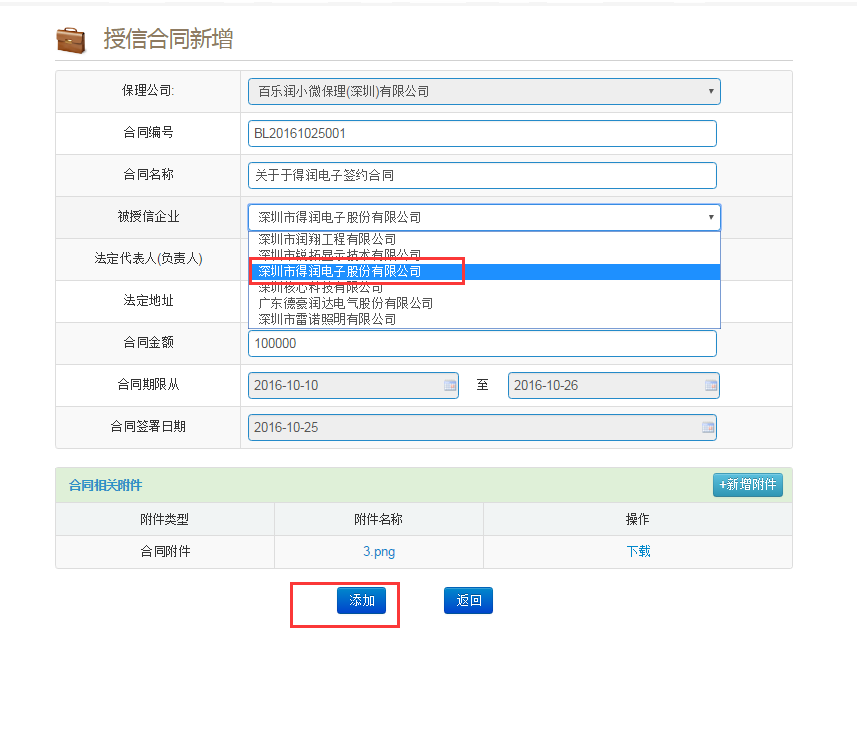 授信合同新增
保理公司:
百乐润小微保理(深圳)有限公司
合同编号
BL20161025001
合同名称
关于于得润电子签约合同
被授信企业
深圳市得润电子股份有限公司
深圳市润翔工程有限公司
法定代表人(负责人)
深圳市锐拓显示技术有限公司
深圳市得润电子股份有限公司
深圳核心科技有限公司
法定地址
广东德豪润达电气股份有限公司
深圳市雷诺照明有限公司
合同金额
100000
合同期限从
2016-10-10
至
2016-10-26
合同签署日期
2016-10-25
合同相关附件
+新增附件
附件类型
附件名称
操作
合同附件
3.png
下载
添加
返回